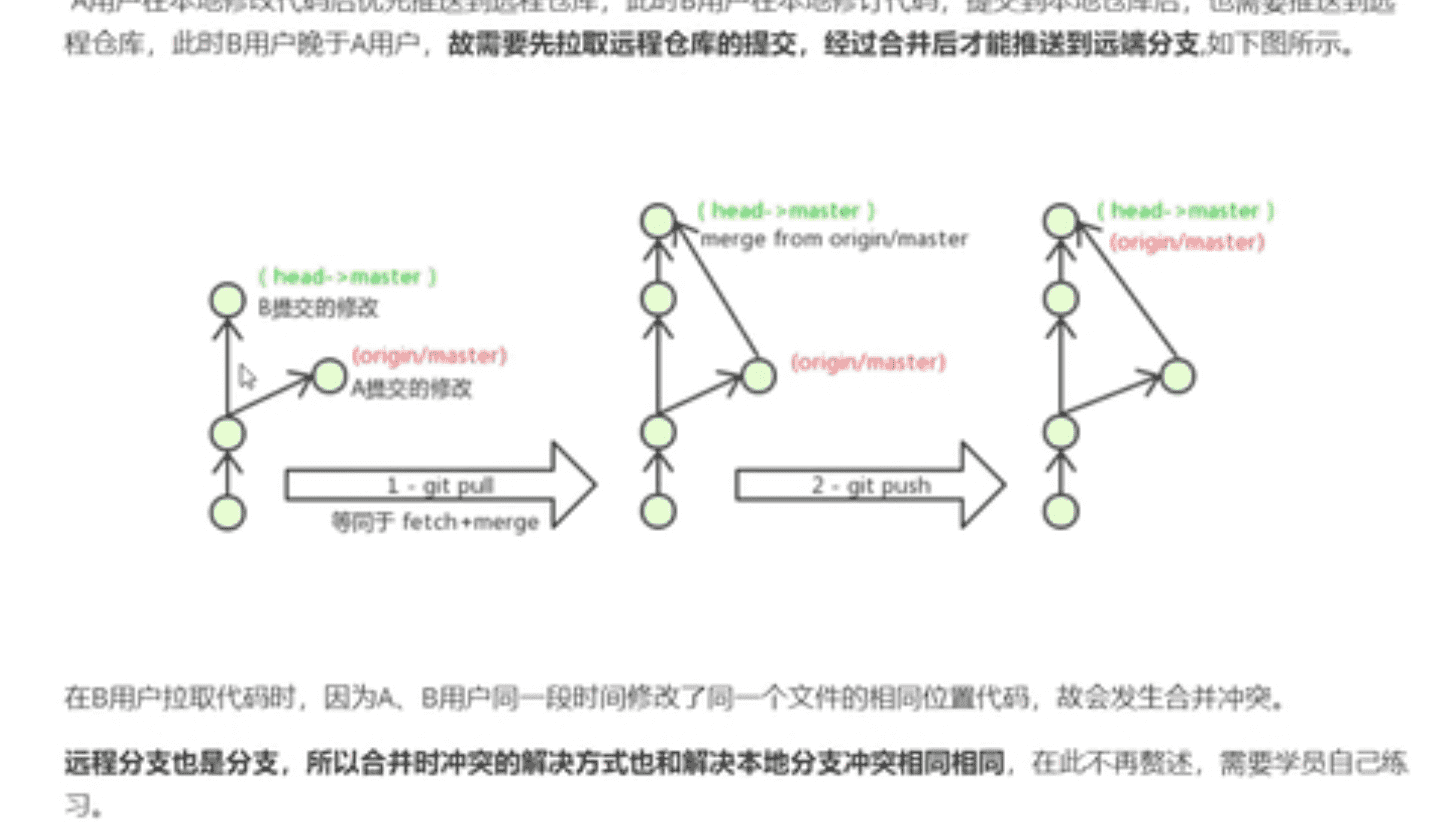 A用户在本地修改代码后优先推送到远程仓库，此时B用户在本地修订代码，提交到本地仓库后，也需要推送到远
程仓库，此时B用户晚于A用户，故需要先拉取远程仓库的提交，经过合并后才能推送到远端分支,如下图所示。
( head->master )
B提交的修改
(origin/master)
A提交的修改
1 - git pull
等同于 fetch+merge
( head->master )
merge from origin/master
(origin/master)
2 - git push
( head->master )
(origin/master)
在B用户拉取代码时，因为A、B用户同一段时间修改了同一个文件的相同位置代码，故会发生合并冲突。
远程分支也是分支，所以合并时冲突的解决方式也和解决本地分支冲突相同相同，在此不再赘述，需要学员自己练
习。